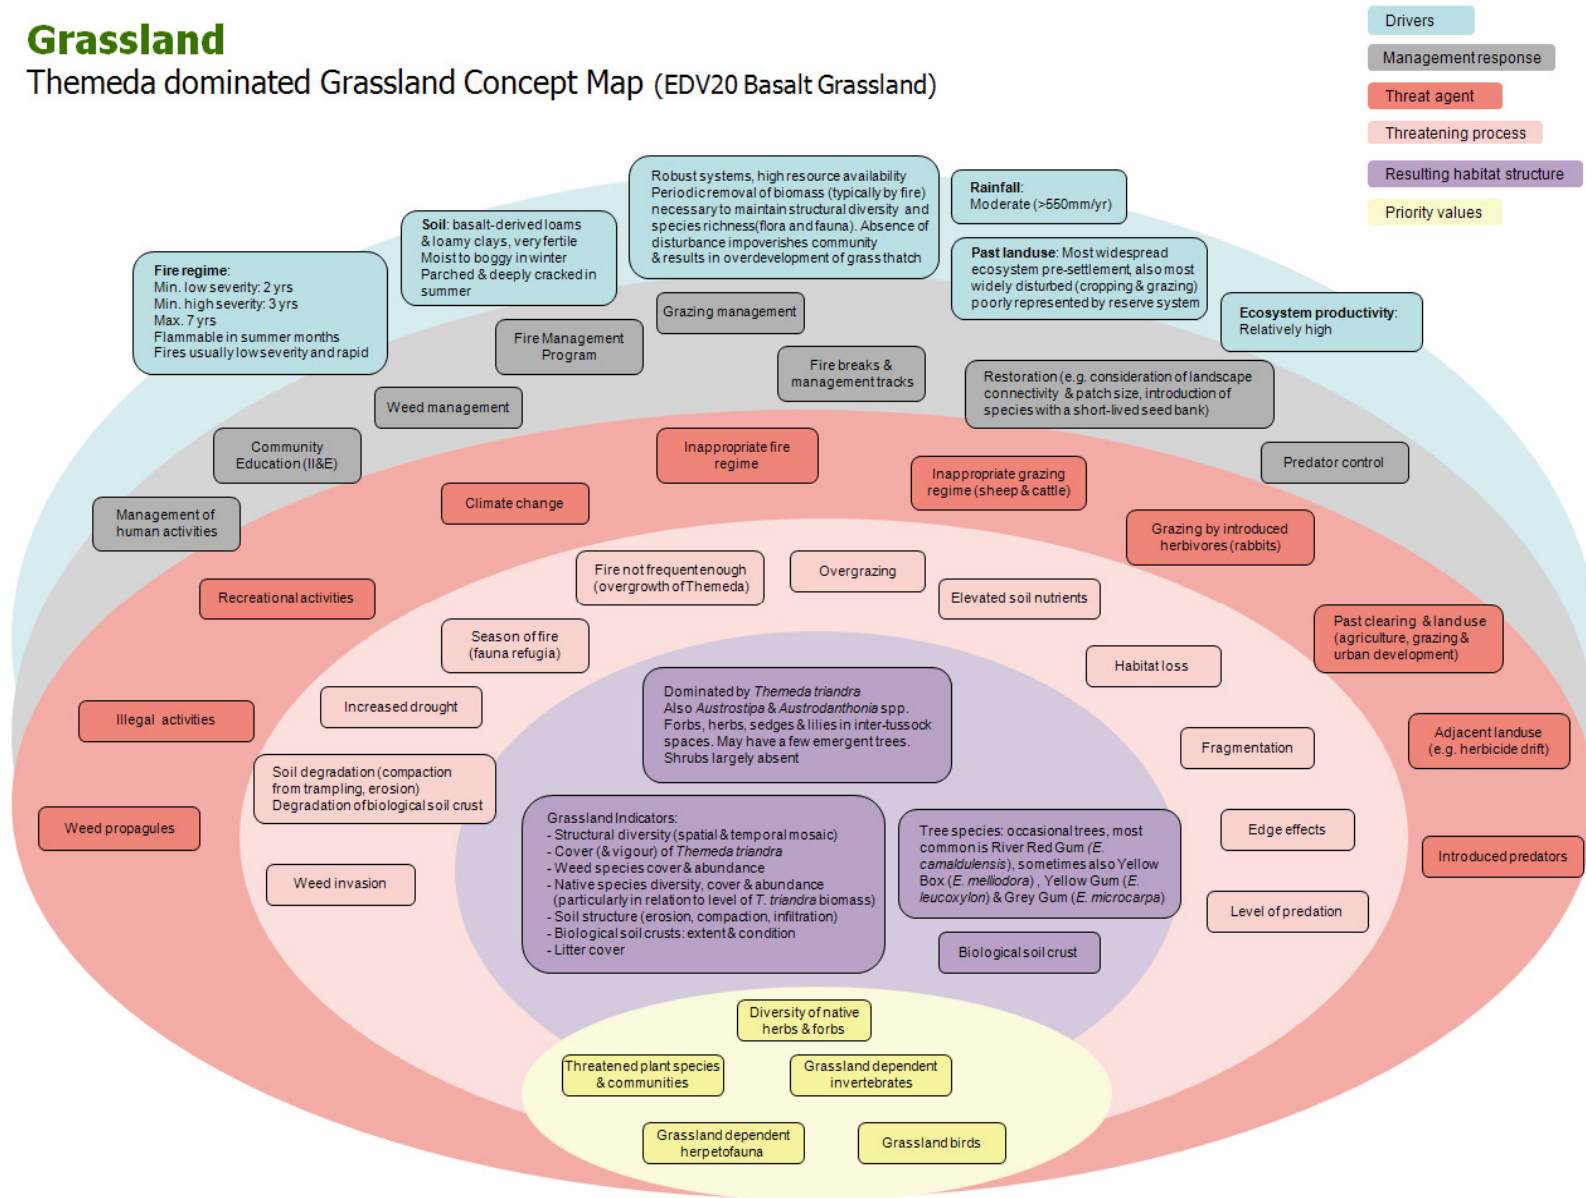 Grassland
Themeda dominated Grassland Concept Map (EDV20 Basalt Grassland)
Drivers
Management response
Threat agent
Threatening process
Resulting habitat structure
Priority values
Fire regime:
Min. low severity: 2 yrs
Min. high severity: 3 yrs
Max. 7 yrs
Flammable in summer months
Fires usually low severity and rapid
Soil: basalt-derived loams
& loamy clays, very fertile
Moist to boggy in winter
Parched & deeply cracked in
summer
Robust systems, high resource availability
Periodic removal of biomass (typically by fire)
necessary to maintain structural diversity and
species richness(flora and fauna). Absence of
disturbance impoverishes community
& results in overdevelopment of grass thatch
Rainfall:
Moderate (>550mm/yr)
Past landuse: Most widespread
ecosystem pre-settlement, also most
widely disturbed (cropping & grazing)
poorly represented by reserve system
Ecosystem productivity:
Relatively high
Grazing management
Fire Management
Program
Fire breaks &
management tracks
Restoration (e.g. consideration of landscape
connectivity & patch size, introduction of
species with a short-lived seed bank)
Weed management
Community
Education (II&E)
Predator control
Management of
human activities
Inappropriate fire
regime
Inappropriate grazing
regime (sheep & cattle)
Climate change
Grazing by introduced
herbivores (rabbits)
Recreational activities
Past clearing & land use
(agriculture, grazing &
urban development)
Illegal activities
Adjacent landuse
(e.g. herbicide drift)
Weed propagules
Introduced predators
Fire not frequent enough
(overgrowth of Themeda)
Overgrazing
Elevated soil nutrients
Season of fire
(fauna refugia)
Habitat loss
Increased drought
Fragmentation
Soil degradation (compaction
from trampling, erosion)
Degradation of biological soil crust
Edge effects
Weed invasion
Level of predation
Dominated by Themeda triandra
Also Austrostipa & Austrodanthonia spp.
Forbs, herbs, sedges & lilies in inter-tussock
spaces. May have a few emergent trees.
Shrubs largely absent
Grassland Indicators:
- Structural diversity (spatial & temporal mosaic)
- Cover (& vigour) of Themeda triandra
- Weed species cover & abundance
- Native species diversity, cover & abundance
(particularly in relation to level of T. triandra biomass)
- Soil structure (erosion, compaction, infiltration)
- Biological soil crusts: extent & condition
- Litter cover
Tree species: occasional trees, most
common is River Red Gum (E.
camaldulensis), sometimes also Yellow
Box (E. melliodora) , Yellow Gum (E.
leucoxylon) & Grey Gum (E. microcarpa)
Biological soil crust
Diversity of native
herbs & forbs
Threatened plant species
& communities
Grassland dependent
invertebrates
Grassland dependent
herpetofauna
Grassland birds